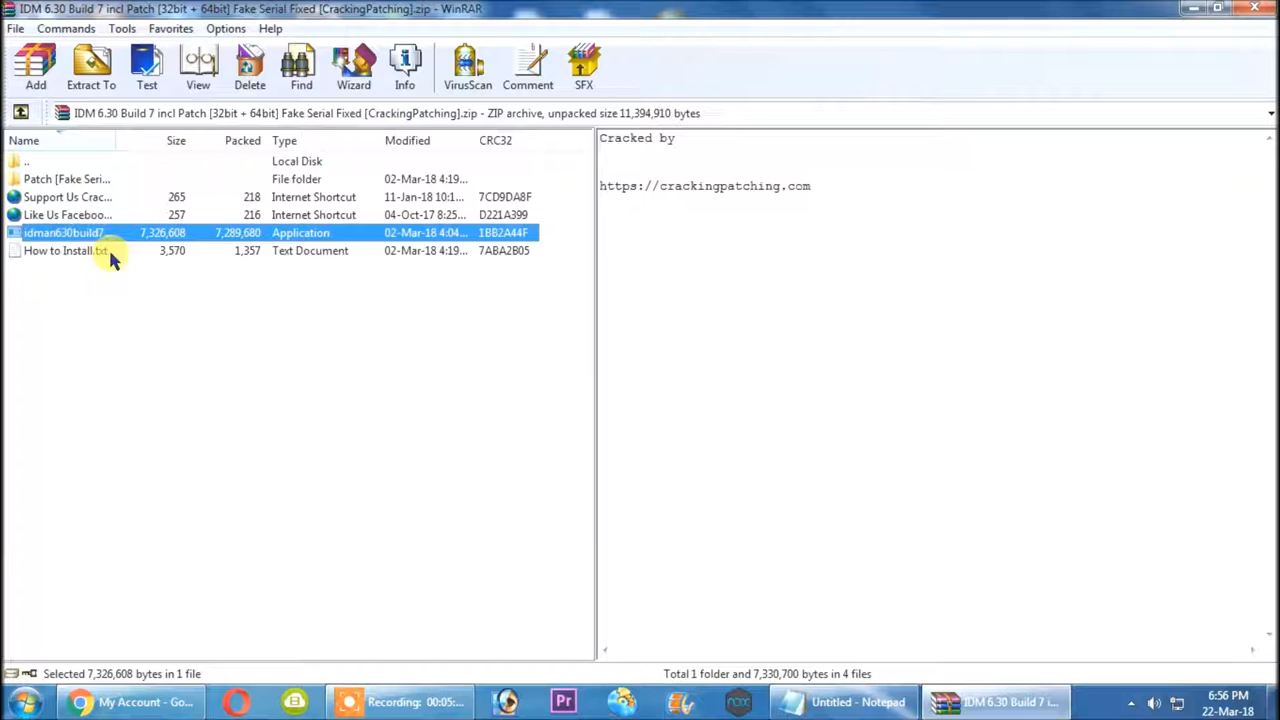 IDM 6.30 Build 7 incl Patch [32bit + 64bit] Fake Serial Fixed [CrackingPatching].zip - WinRAR
File Commands Tools Favorites Options Help
Add Extract To Test View Delete Find Wizard Info VirusScan Comment SFX
IDM 6.30 Build 7 incl Patch [32bit + 64bit] Fake Serial Fixed [CrackingPatching].zip - ZIP archive, unpacked size 11,394,910 bytes
Name Size Packed Type Modified CRC32
.. Local Disk
Patch [Fake Seri... File folder 02-Mar-18 4:19...
Support Us Crac... 265 218 Internet Shortcut 11-Jan-18 10:1... 7CD9DA8F
Like Us Faceboo... 257 216 Internet Shortcut 04-Oct-17 8:25... D221A399
idman630build7... 7,326,608 7,289,680 Application 02-Mar-18 4:04... 1BB2A44F
How to Install.txt 3,570 1,357 Text Document 02-Mar-18 4:19... 7ABA2B05
Cracked by
https://crackingpatching.com
Selected 7,326,608 bytes in 1 file
Total 1 folder and 7,330,700 bytes in 4 files
My Account - Go...
Recording: 00:05:...
Pr
nox
Untitled - Notepad
IDM 6.30 Build 7 i...
6:56 PM
22-Mar-18